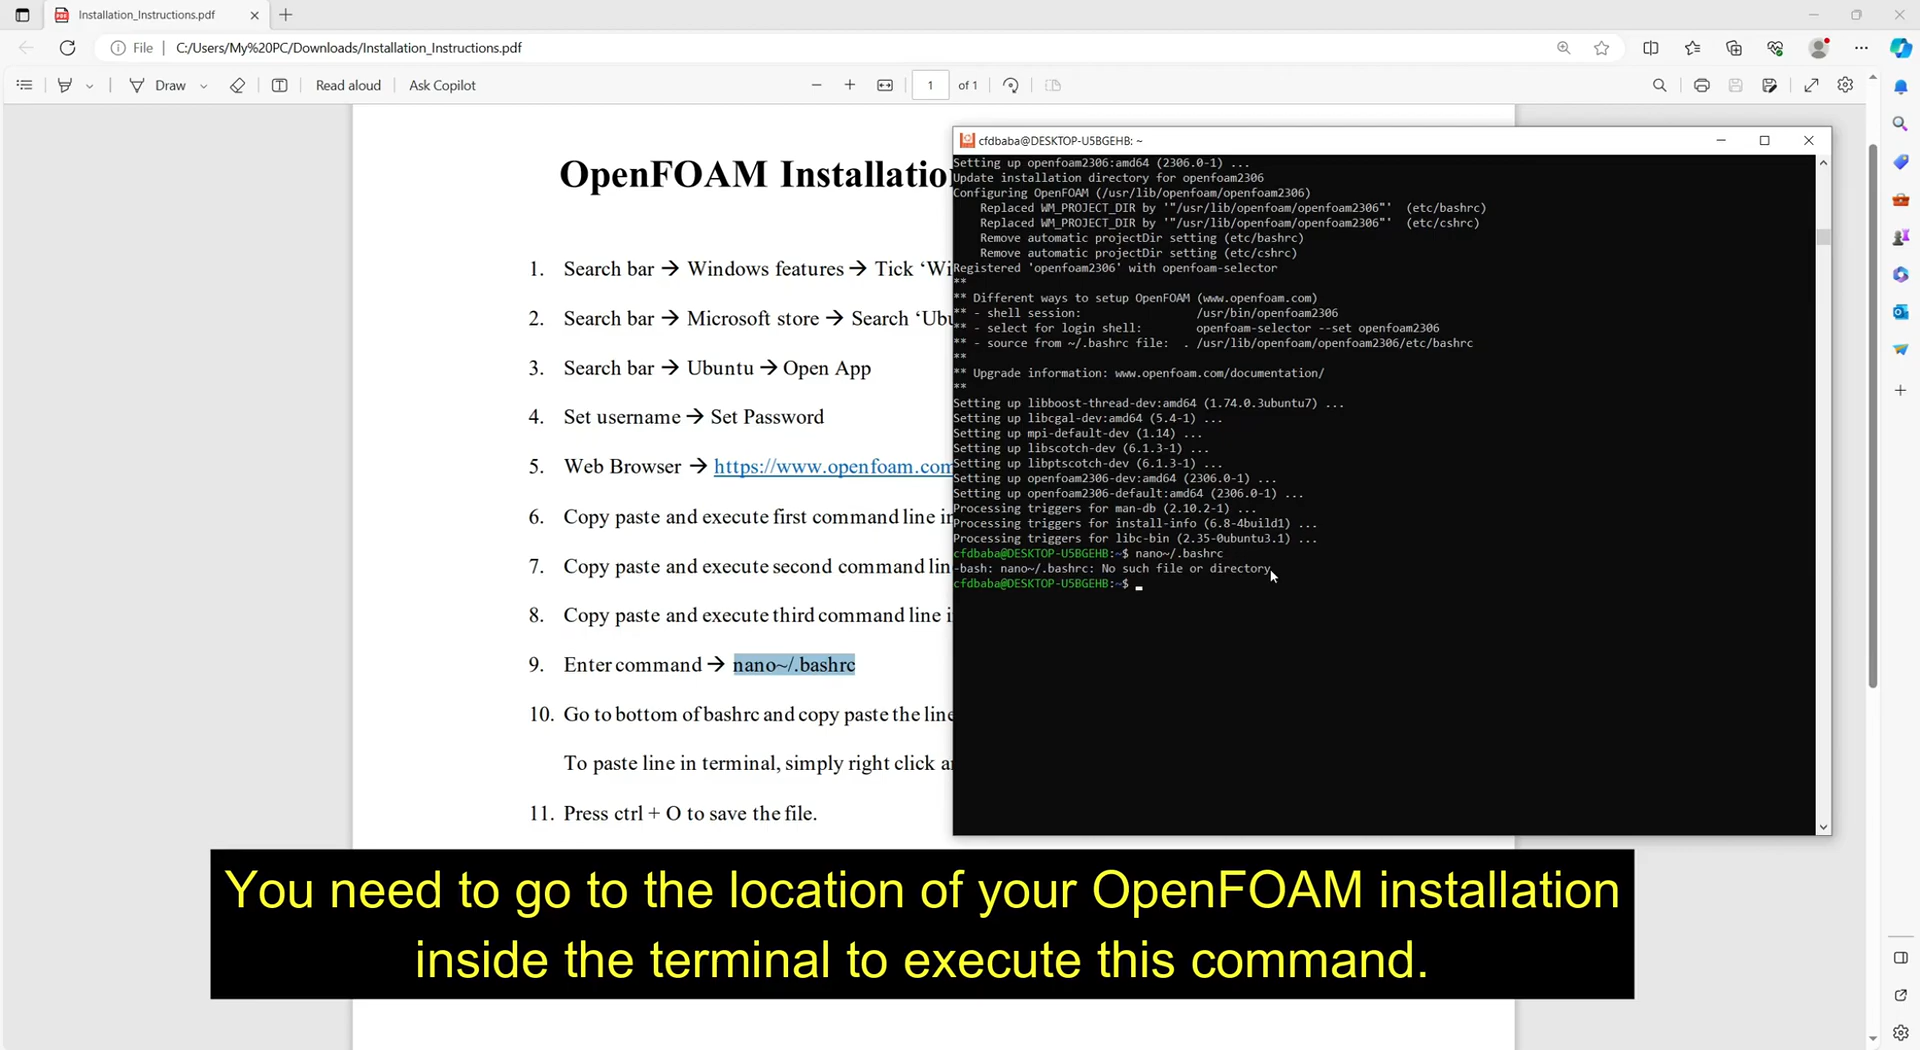 Installation_Instructions.pdf
File
C:/Users/My%20PC/Downloads/Installation_Instructions.pdf
Draw
Read aloud
Ask Copilot
1
of 1
OpenFOAM Installatio
1. Search bar → Windows features → Tick ‘Wi
2. Search bar → Microsoft store → Search ‘Ubu
3. Search bar → Ubuntu → Open App
4. Set username → Set Password
5. Web Browser → https://www.openfoam.com
6. Copy paste and execute first command line in
7. Copy paste and execute second command lin
8. Copy paste and execute third command line i
9. Enter command → nano~/.bashrc
10. Go to bottom of bashrc and copy paste the line
To paste line in terminal, simply right click a
11. Press ctrl + O to save the file.
cfdbaba@DESKTOP-U5BGEHB: ~
Setting up openfoam2306:amd64 (2306.0-1) ...
Update installation directory for openfoam2306
Configuring OpenFOAM (/usr/lib/openfoam/openfoam2306)
Replaced WM_PROJECT_DIR by '"/usr/lib/openfoam/openfoam2306"' (etc/bashrc)
Replaced WM_PROJECT_DIR by '"/usr/lib/openfoam/openfoam2306"' (etc/cshrc)
Remove automatic projectDir setting (etc/bashrc)
Remove automatic projectDir setting (etc/cshrc)
Registered 'openfoam2306' with openfoam-selector
**
** Different ways to setup OpenFOAM (www.openfoam.com)
** - shell session: /usr/bin/openfoam2306
** - select for login shell: openfoam-selector --set openfoam2306
** - source from ~/.bashrc file: . /usr/lib/openfoam/openfoam2306/etc/bashrc
**
** Upgrade information: www.openfoam.com/documentation/
**
Setting up libboost-thread-dev:amd64 (1.74.0.3ubuntu7) ...
Setting up libcgal-dev:amd64 (5.4-1) ...
Setting up mpi-default-dev (1.14) ...
Setting up libscotch-dev (6.1.3-1) ...
Setting up libptscotch-dev (6.1.3-1) ...
Setting up openfoam2306-dev:amd64 (2306.0-1) ...
Setting up openfoam2306-default:amd64 (2306.0-1) ...
Processing triggers for man-db (2.10.2-1) ...
Processing triggers for install-info (6.8-4build1) ...
Processing triggers for libc-bin (2.35-0ubuntu3.1) ...
cfdbaba@DESKTOP-U5BGEHB:~$ nano~/.bashrc
-bash: nano~/.bashrc: No such file or directory
cfdbaba@DESKTOP-U5BGEHB:~$
You need to go to the location of your OpenFOAM installation
inside the terminal to execute this command.